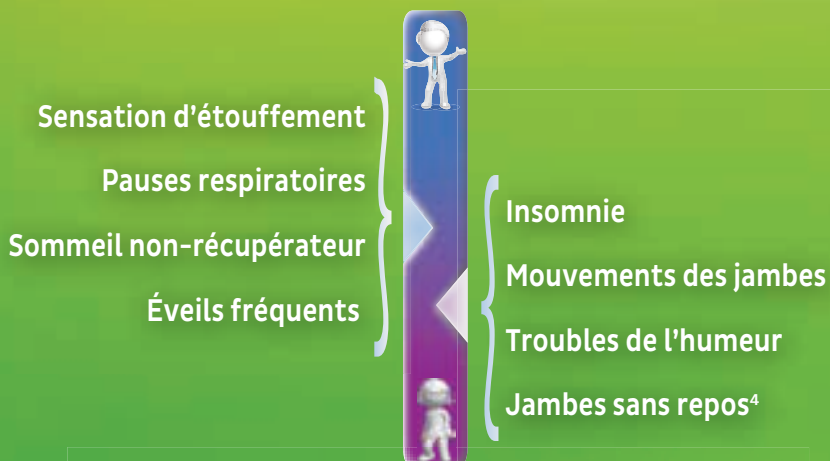 Sensation d’étouffement
Pauses respiratoires
Sommeil non-récupérateur
Éveils fréquents
Insomnie
Mouvements des jambes
Troubles de l’humeur
Jambes sans repos⁴